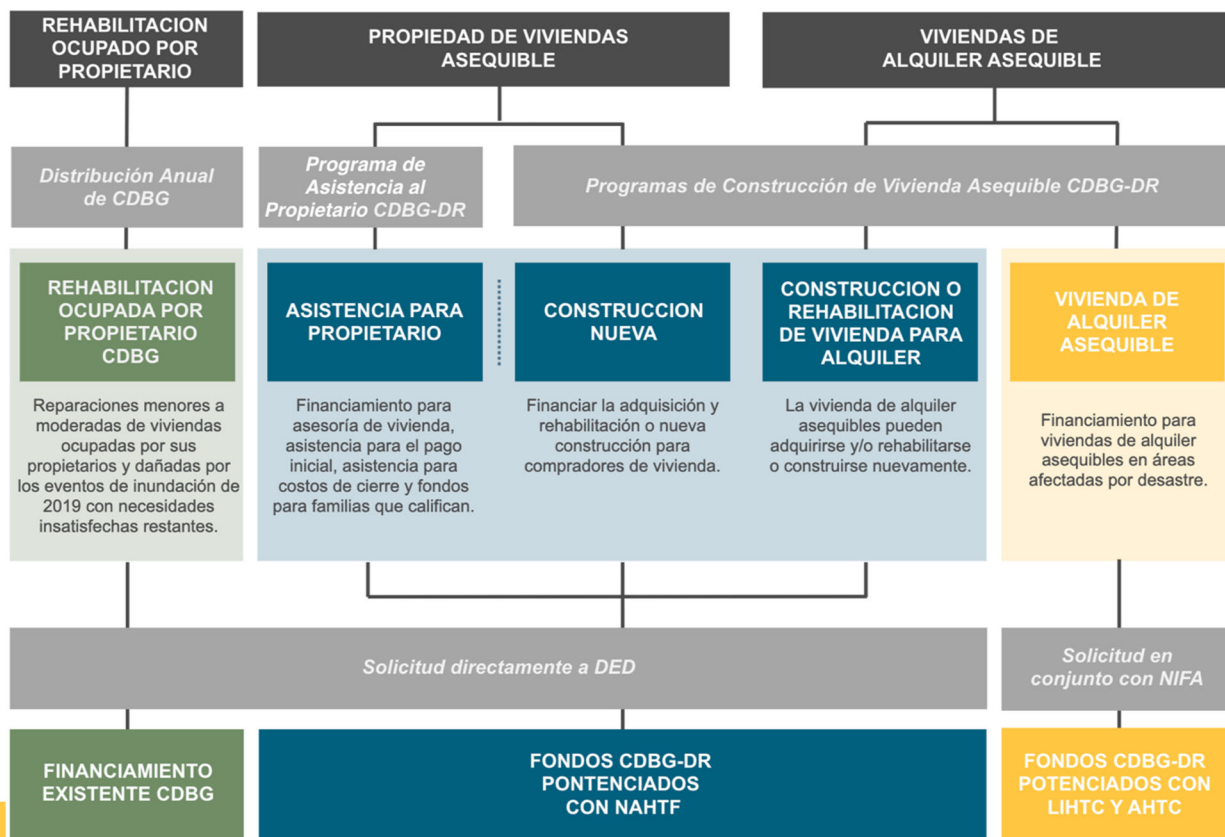 REHABILITACION
OCUPADO POR
PROPIETARIO
PROPIEDAD DE VIVIENDAS
ASEQUIBLE
VIVIENDAS DE
ALQUILER ASEQUIBLE
Distribución Anual
de CDBG
Programa de
Asistencia al
Propietario CDBG-DR
Programas de Construcción de Vivienda Asequible CDBG-DR
REHABILITACION
OCUPADA POR
PROPIETARIO
CDBG
Reparaciones menores a
moderadas de viviendas
ocupadas por sus
propietarios y dañadas por
los eventos de inundación de
2019 con necesidades
insatisfechas restantes.
ASISTENCIA PARA
PROPIETARIO
Financiamiento para
asesoría de vivienda,
asistencia para el pago
inicial, asistencia para
costos de cierre y fondos
para familias que califican.
CONSTRUCCION
NUEVA
Financiar la adquisición y
rehabilitación o nueva
construcción para
compradores de vivienda.
CONSTRUCCION O
REHABILITACION
DE VIVIENDA PARA
ALQUILER
La vivienda de alquiler
asequibles pueden
adquirirse y/o rehabilitarse
o construirse nuevamente.
VIVIENDA DE
ALQUILER
ASEQUIBLE
Financiamiento para
viviendas de alquiler
asequibles en áreas
afectadas por desastre.
Solicitud directamente a DED
Solicitud en
conjunto con NIFA
FINANCIAMIENTO
EXISTENTE CDBG
FONDOS CDBG-DR
PONTENCIADOS
CON NAHTF
FONDOS CDBG-DR
POTENCIADOS CON
LIHTC Y AHTC